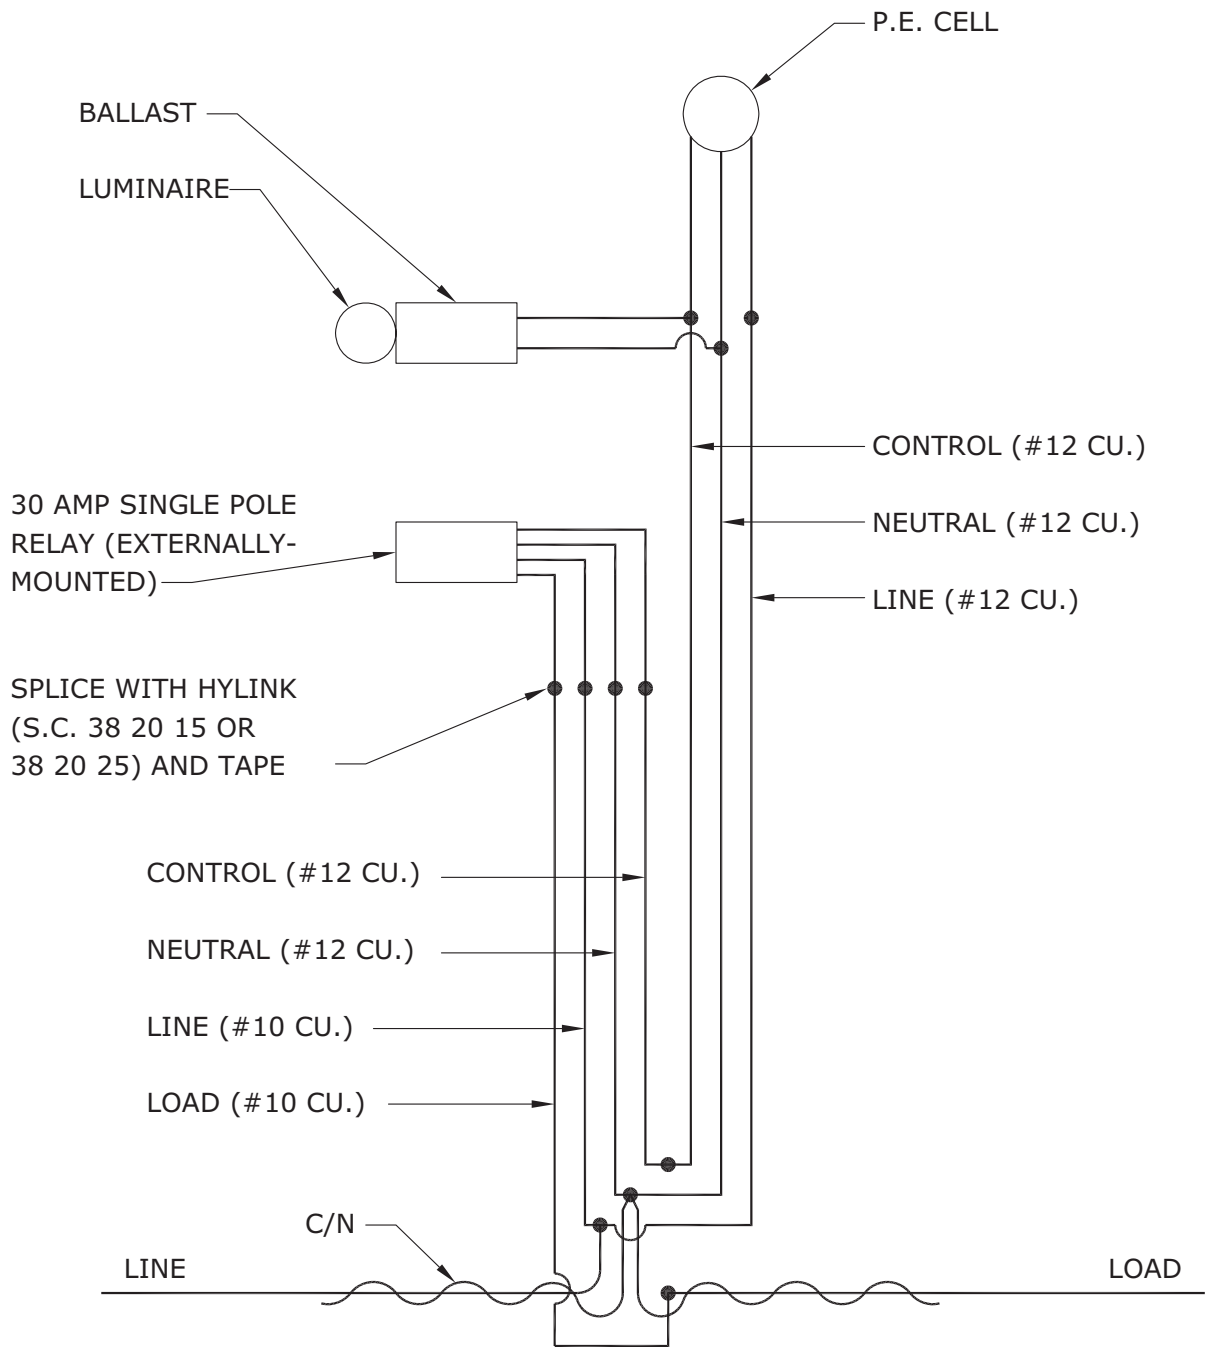 P.E. CELL
BALLAST
LUMINAIRE
CONTROL (#12 CU.)
30 AMP SINGLE POLE
RELAY (EXTERNALLY-
MOUNTED)
NEUTRAL (#12 CU.)
LINE (#12 CU.)
SPLICE WITH HYLINK
(S.C. 38 20 15 OR
38 20 25) AND TAPE
CONTROL (#12 CU.)
NEUTRAL (#12 CU.)
LINE (#10 CU.)
LOAD (#10 CU.)
C/N
LINE
LOAD